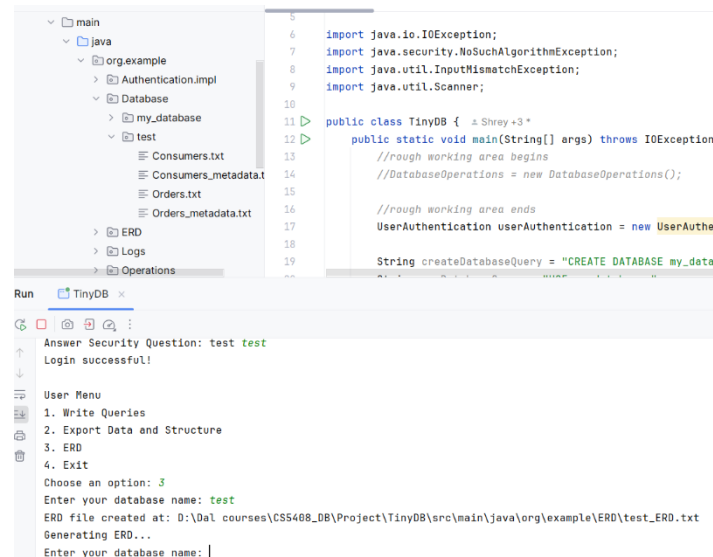 main
java
org.example
Authentication.impl
Database
my_database
test
Consumers.txt
Consumers_metadata.t
Orders.txt
Orders_metadata.txt
ERD
Logs
Operations
5
6 import java.io.IOException;
7 import java.security.NoSuchAlgorithmException;
8 import java.util.InputMismatchException;
9 import java.util.Scanner;
10
11 public class TinyDB { Shrey +3 *
12 public static void main(String[] args) throws IOException
13 //rough working area begins
14 //DatabaseOperations = new DatabaseOperations();
15
16 //rough working area ends
17 UserAuthentication userAuthentication = new UserAuthe
18
19 String createDatabaseQuery = "CREATE DATABASE my_data
Run TinyDB
Answer Security Question: test test
Login successful!
User Menu
1. Write Queries
2. Export Data and Structure
3. ERD
4. Exit
Choose an option: 3
Enter your database name: test
ERD file created at: D:\Dal courses\CS5408_DB\Project\TinyDB\src\main\java\org\example\ERD\test_ERD.txt
Generating ERD...
Enter your database name: